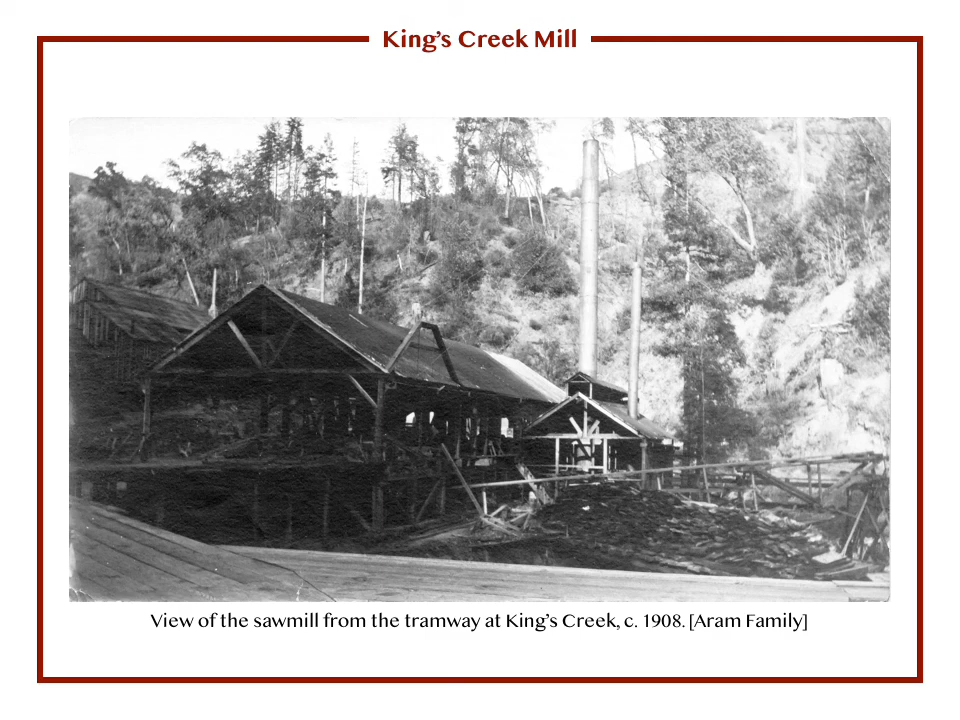 King’s Creek Mill
View of the sawmill from the tramway at King’s Creek, c. 1908. [Aram Family]